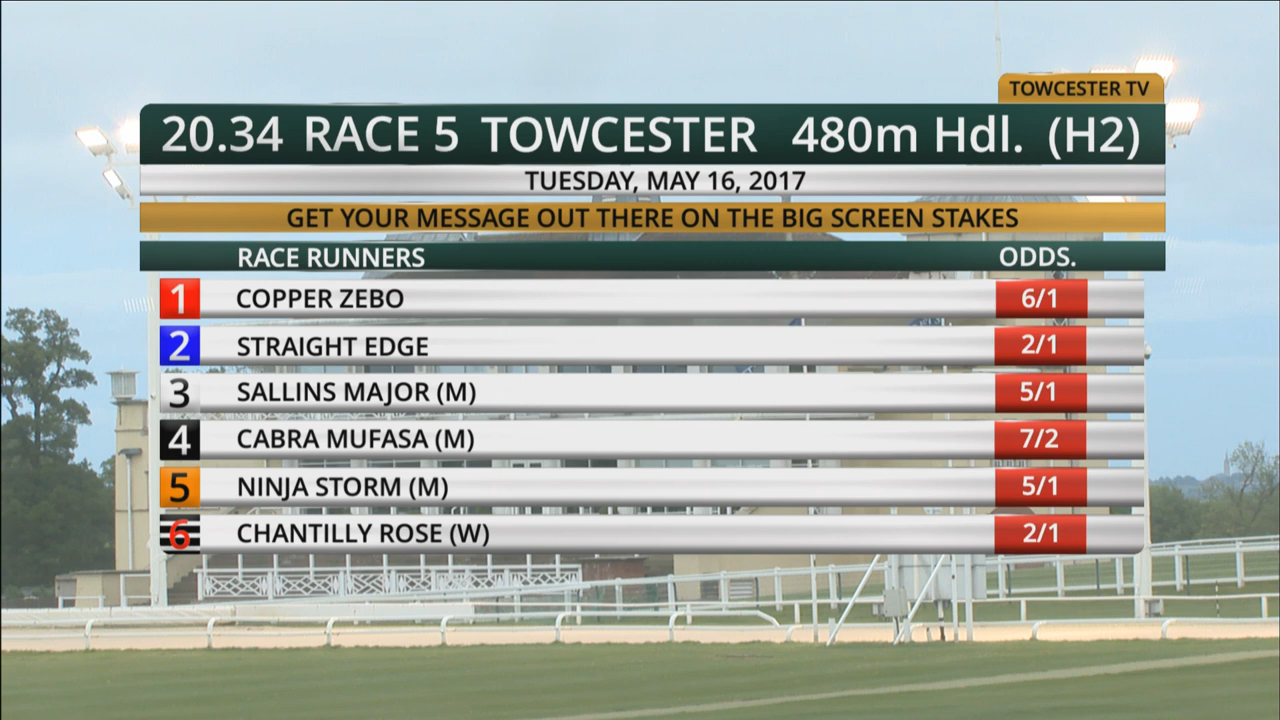 TOWCESTER TV
20.34 RACE 5 TOWCESTER 480m Hdl. (H2)
TUESDAY, MAY 16, 2017
GET YOUR MESSAGE OUT THERE ON THE BIG SCREEN STAKES
RACE RUNNERS ODDS.
1 COPPER ZEBO 6/1
2 STRAIGHT EDGE 2/1
3 SALLINS MAJOR (M) 5/1
4 CABRA MUFASA (M) 7/2
5 NINJA STORM (M) 5/1
6 CHANTILLY ROSE (W) 2/1